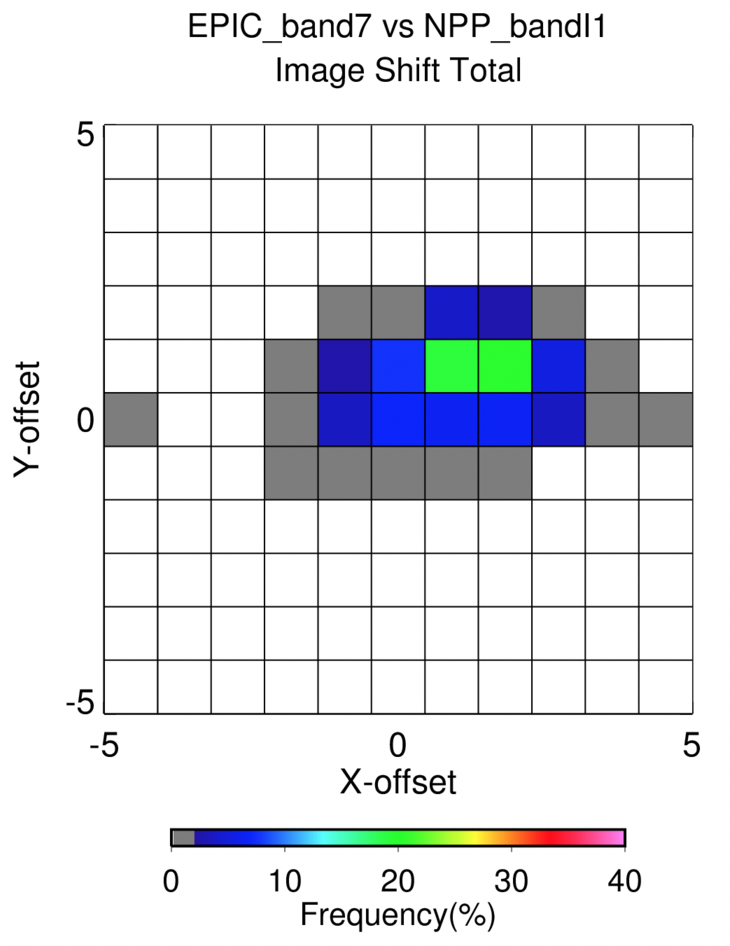 EPIC_band7 vs NPP_bandI1
Image Shift Total
5
0
-5
Y-offset
-5 0 5
X-offset
0 10 20 30 40
Frequency(%)